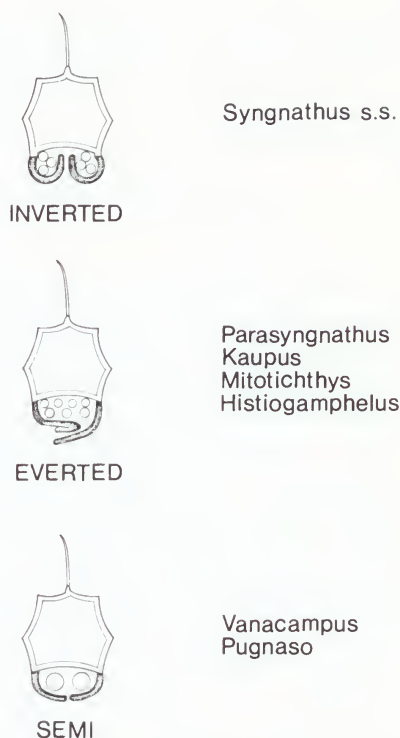 Syngnathus s.s.
INVERTED
Parasyngnathus
Kaupus
Mitotichthys
Histiogamphelus
EVERTED
Vanacampus
Pugnaso
SEMI